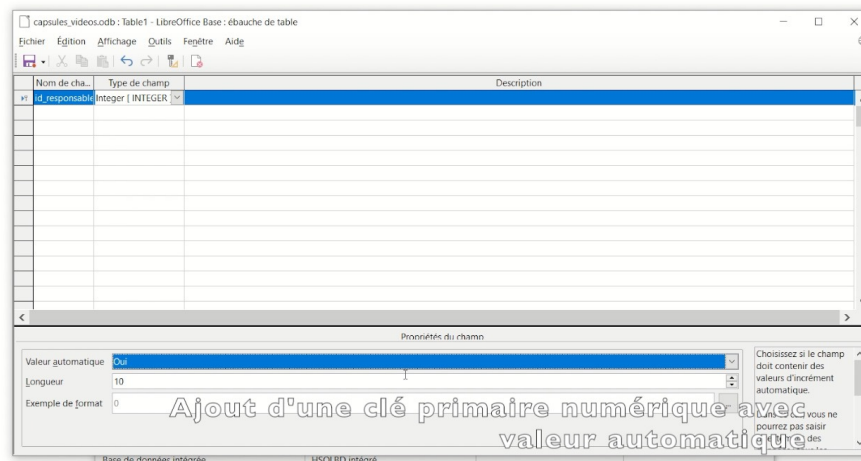 capsules_videos.odb : Table1 - LibreOffice Base : ébauche de table
Fichier Édition Affichage Outils Fenêtre Aide
Nom de cha... Type de champ Description
id_responsable Integer [ INTEGER
Propriétés du champ
Valeur automatique Oui
Longueur 10
Exemple de format 0
Choisissez si le champ
doit contenir des
valeurs d'incrément
automatique.
vous ne
pourrez pas saisir
des
Ajout d'une clé primaire numérique avec
valeur automatique
Base de données intégrée HSQLBD intégré